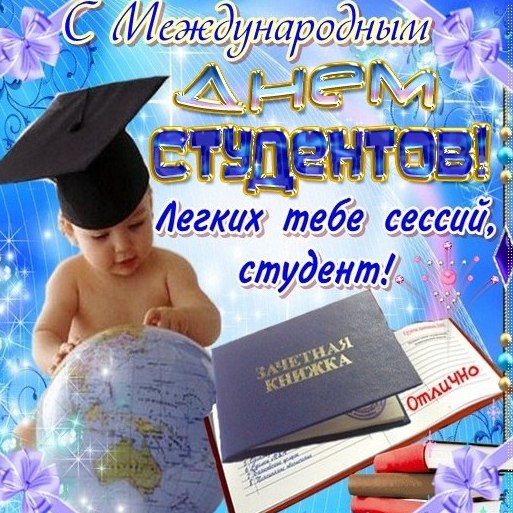 С Международным
Днем
студентов!
Легких тебе сессий,
студент!
ЗАЧЕТНАЯ
КНИЖКА
Отлично